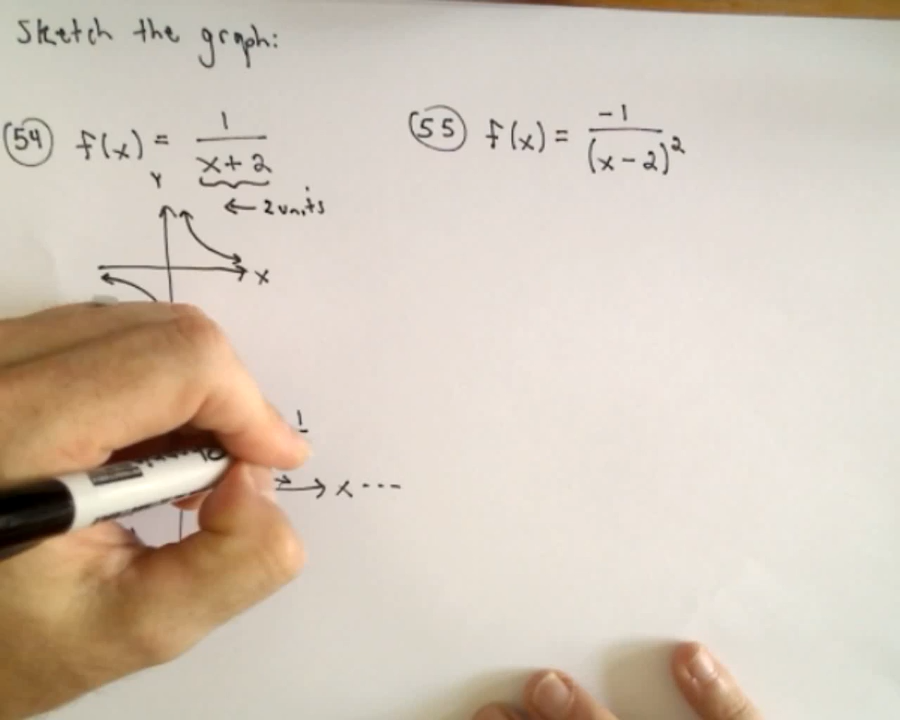 Sketch the graph:
(54) f(x) = 1 / x + 2
← 2 units
Y
X
1
X ---
(55) f(x) = -1 / (x - 2)²